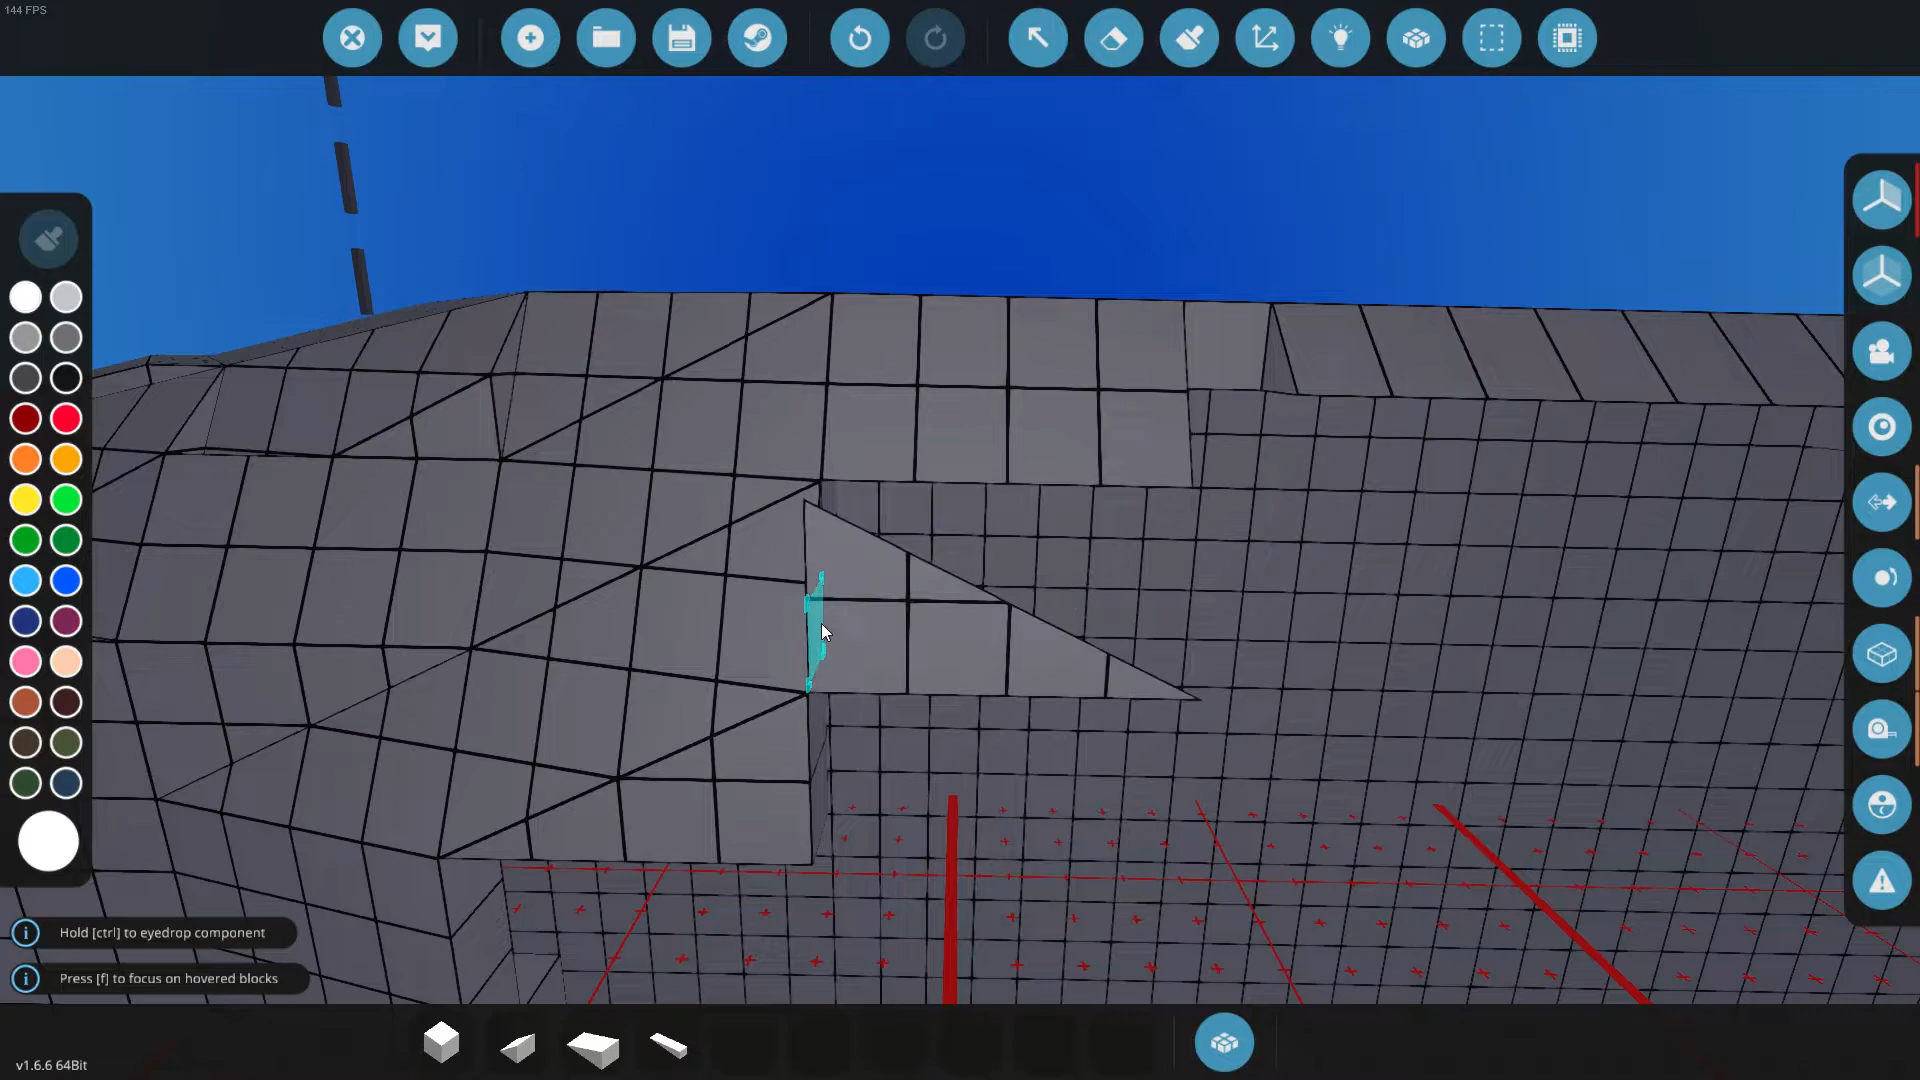 144 FPS
Hold [ctrl] to eyedrop component
Press [f] to focus on hovered blocks
v1.6.6 64Bit